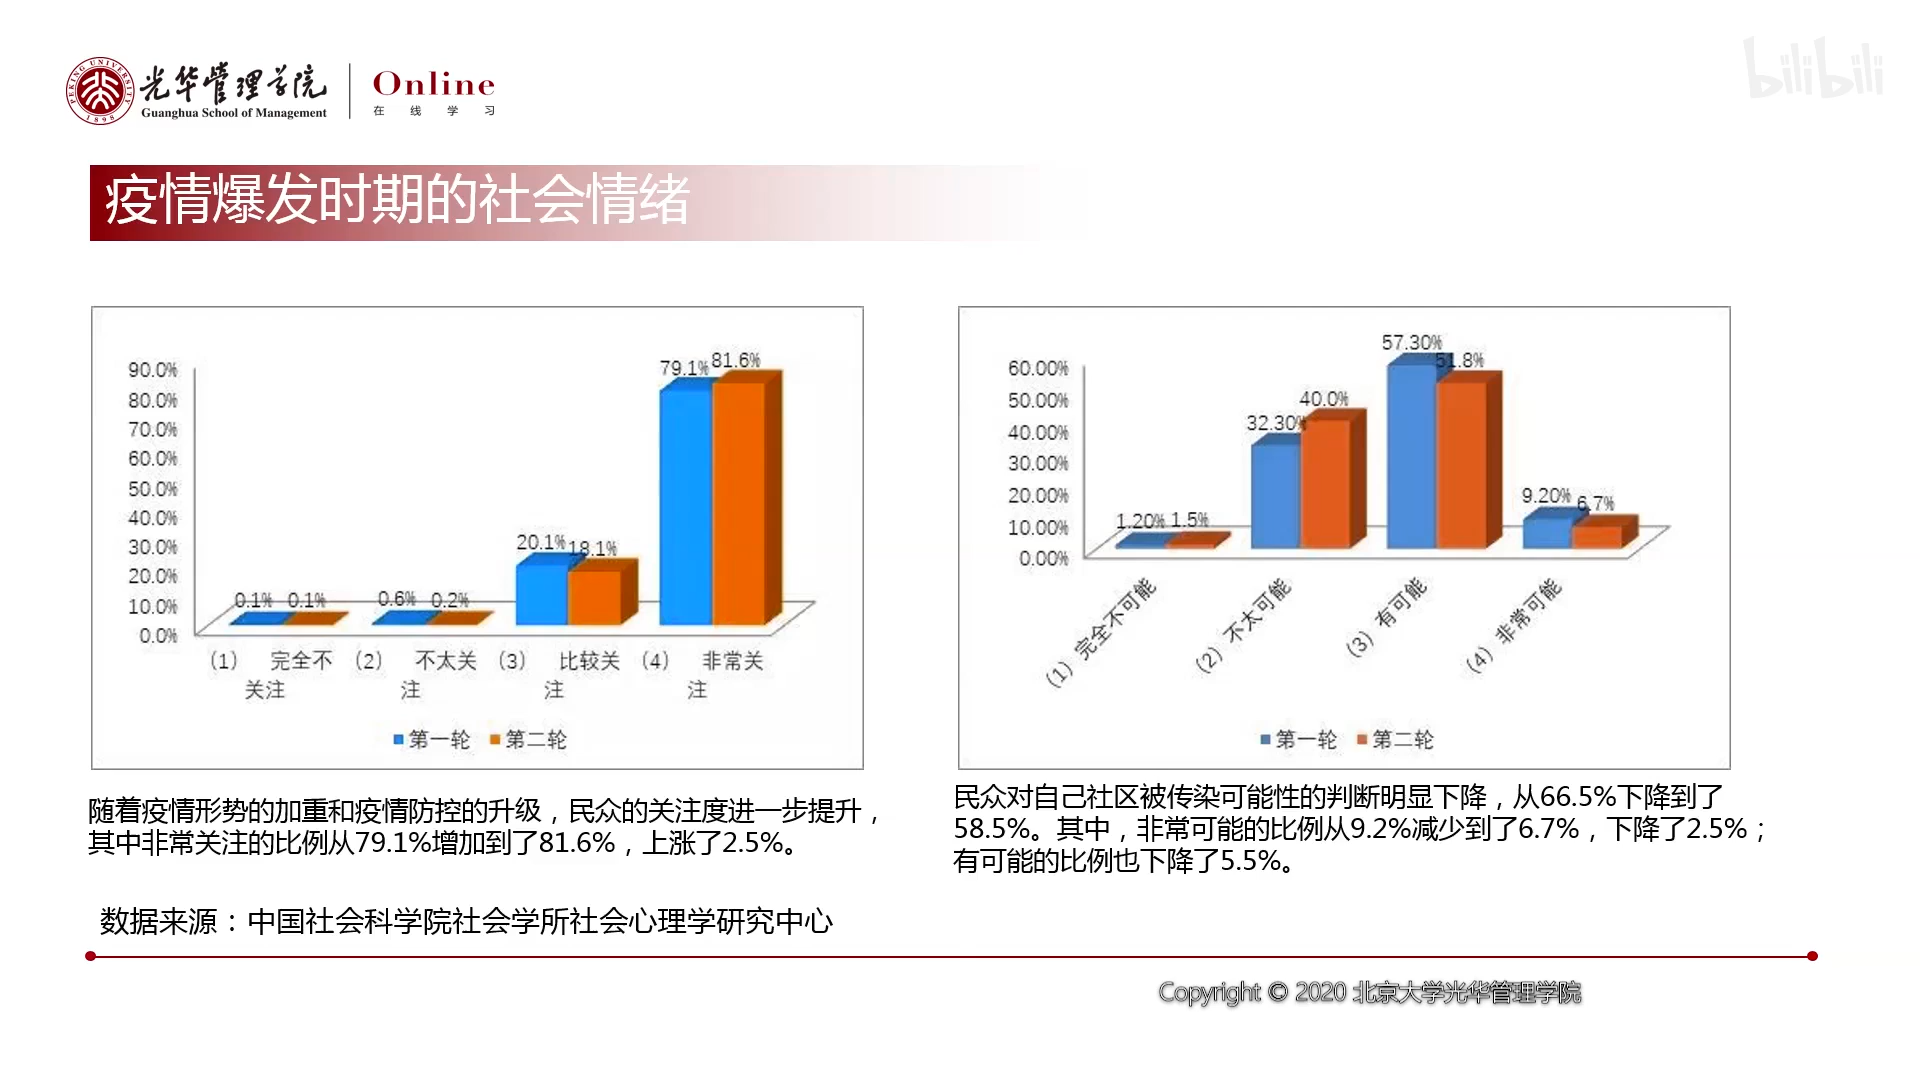 PEKING UNIVERSITY
1898
光华管理学院
Guanghua School of Management
Online
在线学习
bilibili
疫情爆发时期的社会情绪
90.0%
80.0%
70.0%
60.0%
50.0%
40.0%
30.0%
20.0%
10.0%
0.0%
0.1% 0.1%
0.6% 0.2%
20.1% 18.1%
79.1% 81.6%
(1) 完全不关注
(2) 不太关注
(3) 比较关注
(4) 非常关注
第一轮 第二轮
60.00%
50.00%
40.00%
30.00%
20.00%
10.00%
0.00%
1.20% 1.5%
32.30% 40.0%
57.30% 51.8%
9.20% 6.7%
(1) 完全不可能
(2) 不太可能
(3) 有可能
(4) 非常可能
第一轮 第二轮
随着疫情形势的加重和疫情防控的升级，民众的关注度进一步提升，
其中非常关注的比例从79.1%增加到了81.6%，上涨了2.5%。
民众对自己社区被传染可能性的判断明显下降，从66.5%下降到了
58.5%。其中，非常可能的比例从9.2%减少到了6.7%，下降了2.5%；
有可能的比例也下降了5.5%。
数据来源：中国社会科学院社会学所社会心理学研究中心
Copyright © 2020 北京大学光华管理学院